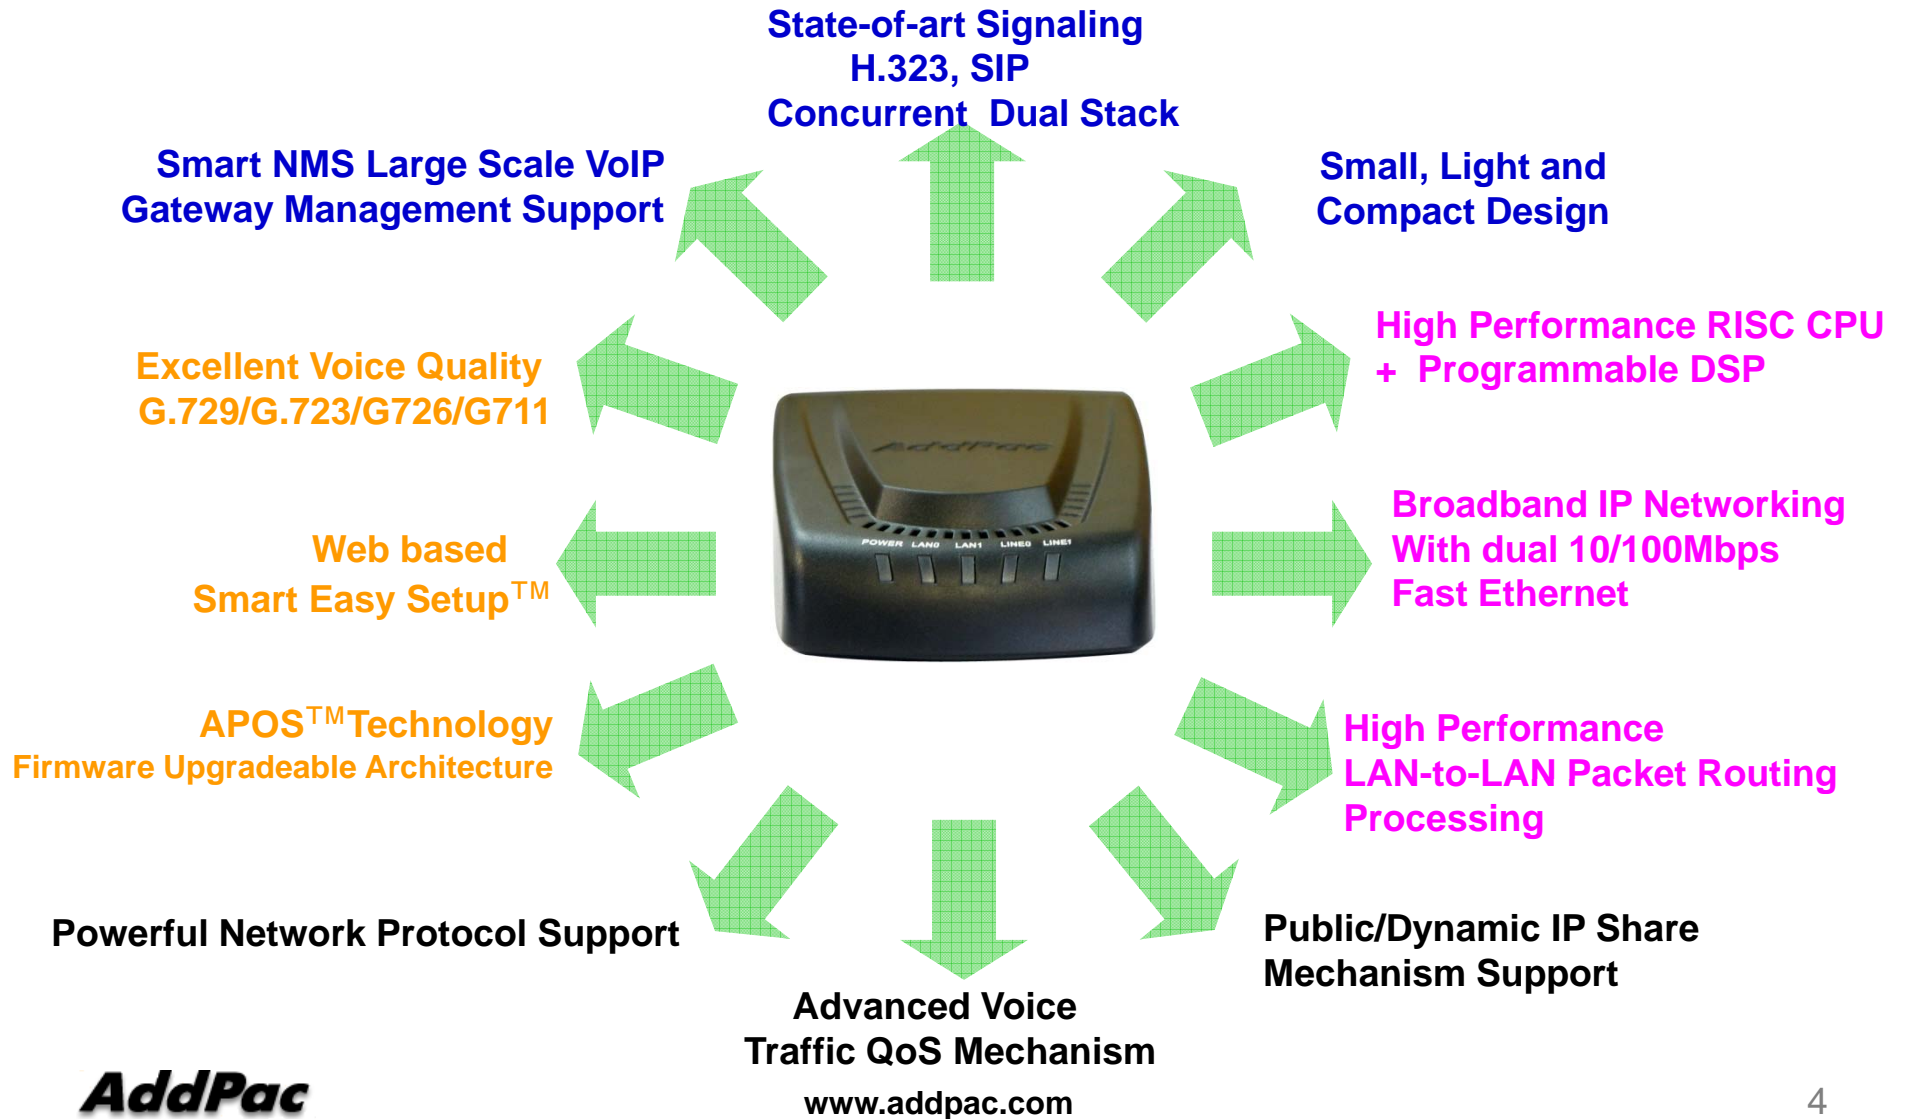 State-of-art Signaling
H.323, SIP
Concurrent Dual Stack
Smart NMS Large Scale VoIP
Gateway Management Support
Small, Light and
Compact Design
Excellent Voice Quality
G.729/G.723/G726/G711
High Performance RISC CPU
+ Programmable DSP
AddPac
POWER LAN0 LAN1 LINE0 LINE1
Web based
Smart Easy Setup™
Broadband IP Networking
With dual 10/100Mbps
Fast Ethernet
APOS™Technology
Firmware Upgradeable Architecture
High Performance
LAN-to-LAN Packet Routing
Processing
Powerful Network Protocol Support
Public/Dynamic IP Share
Mechanism Support
Advanced Voice
Traffic QoS Mechanism
AddPac
www.addpac.com
4